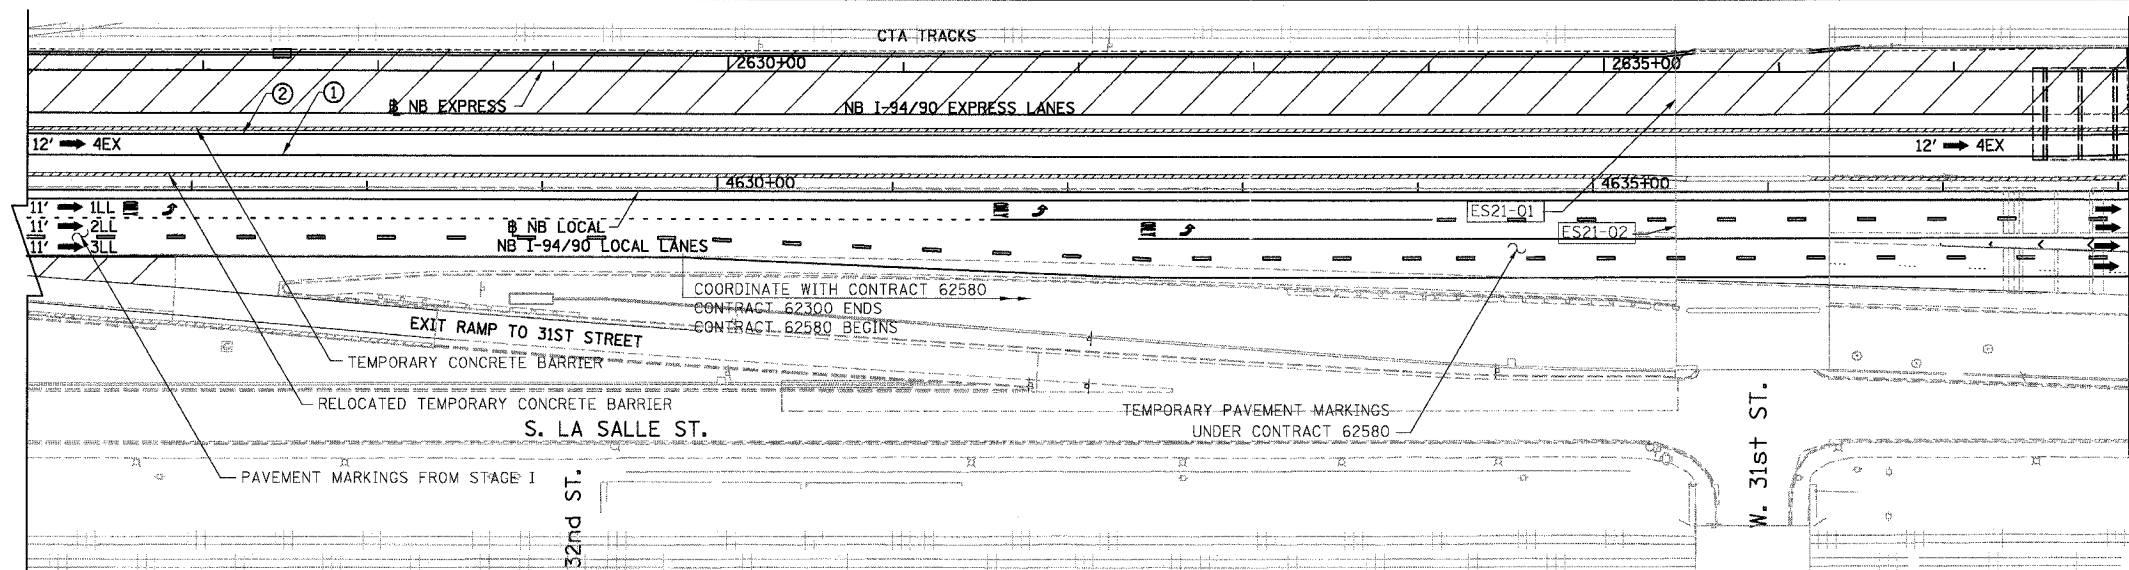 CTA TRACKS
2630+00
2635+00
② ①
NB EXPRESS
NB I-94/90 EXPRESS LANES
12' 4EX
12' 4EX
4630+00
4635+00
11' 1LL
11' 2LL
11' 3LL
NB LOCAL
NB I-94/90 LOCAL LANES
ES21-01
ES21-02
COORDINATE WITH CONTRACT 62580
CONTRACT 62300 ENDS
CONTRACT 62580 BEGINS
EXIT RAMP TO 31ST STREET
TEMPORARY CONCRETE BARRIER
RELOCATED TEMPORARY CONCRETE BARRIER
TEMPORARY PAVEMENT MARKINGS
UNDER CONTRACT 62580
S. LA SALLE ST.
PAVEMENT MARKINGS FROM STAGE I
32nd ST.
W. 31st ST.